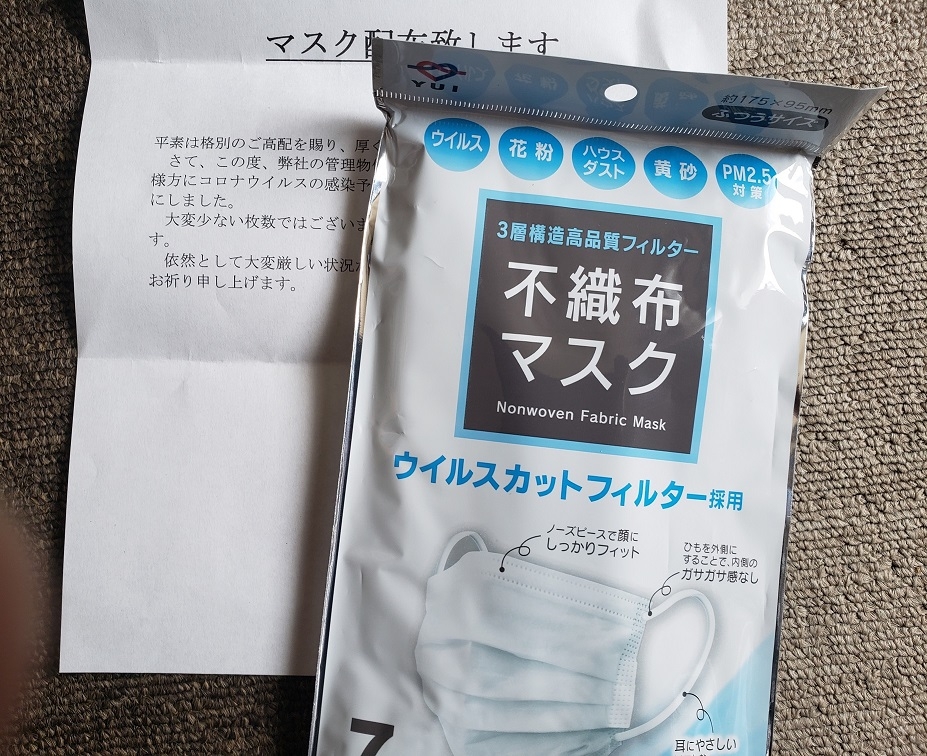 マスク配布致します
平素は格別のご高配を賜り、厚く
さて、この度、弊社の管理物件
様方にコロナウイルスの感染予
にしました。
大変少ない枚数ではございま
す。
依然として大変厳しい状況が
お祈り申し上げます。
YUI
約175×95mm
ふつうサイズ
ウイルス
花粉
ハウス
ダスト
黄砂
PM2.5
対策
3層構造高品質フィルター
不織布
マスク
Nonwoven Fabric Mask
ウイルスカットフィルター採用
ノーズピースで顔に
しっかりフィット
ひもを外側に
することで、内側の
ガサガサ感なし
耳にやさしい
7